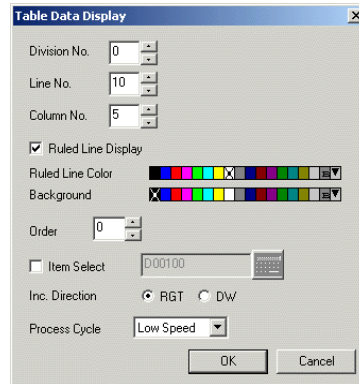 Table Data Display
Division No. 0
Line No. 10
Column No. 5
Ruled Line Display
Ruled Line Color
Background
Order 0
Item Select D00100
Inc. Direction RGT DW
Process Cycle Low Speed
OK Cancel